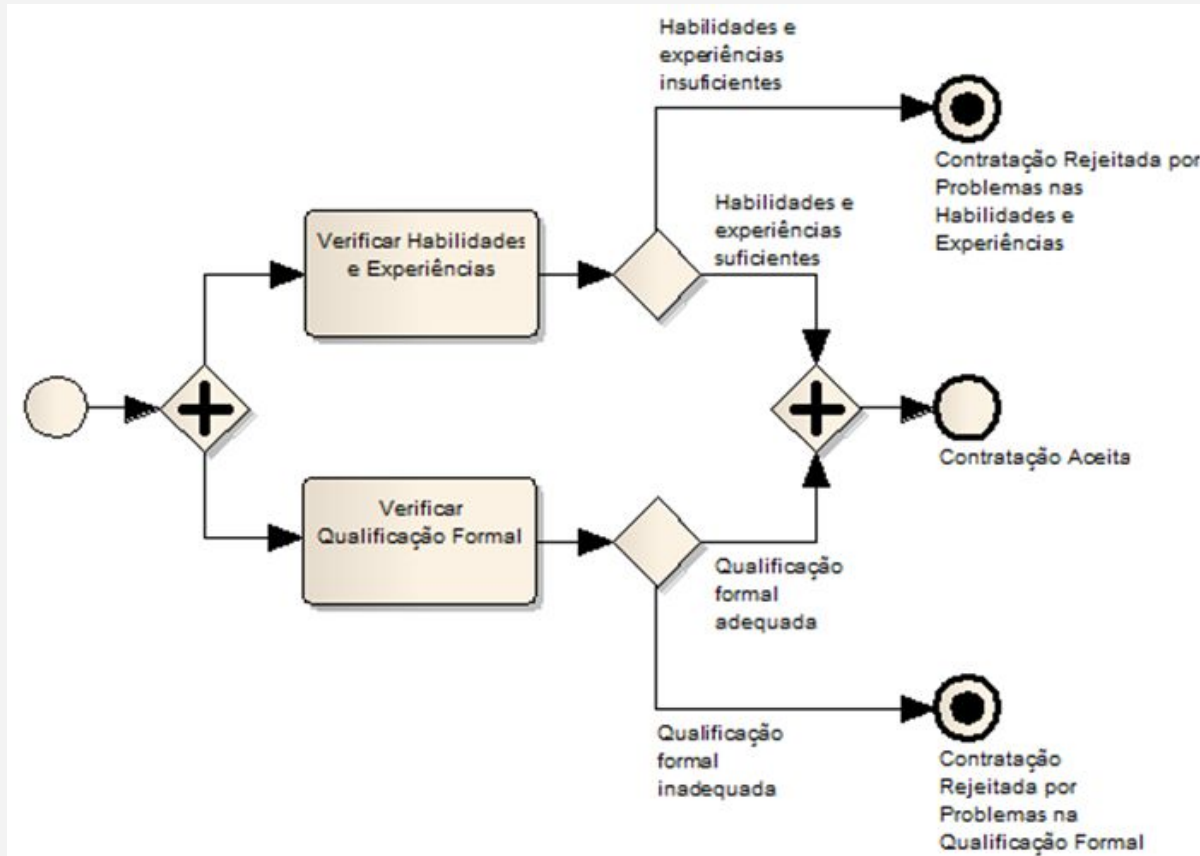 Habilidades e
experiências
insuficientes
Contratação Rejeitada por
Problemas nas
Habilidades e
Experiências
Habilidades e
experiências
suficientes
Verificar Habilidades
e Experiências
Contratação Aceita
Verificar
Qualificação Formal
Qualificação
formal
adequada
Qualificação
formal
inadequada
Contratação
Rejeitada por
Problemas na
Qualificação Formal